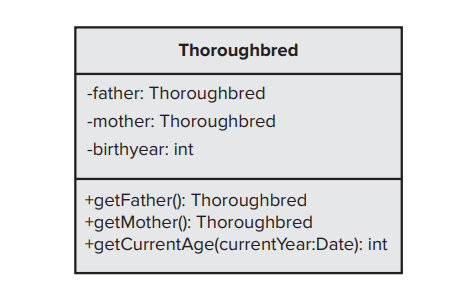 Thoroughbred
-father: Thoroughbred
-mother: Thoroughbred
-birthyear: int
+getFather(): Thoroughbred
+getMother(): Thoroughbred
+getCurrentAge(currentYear:Date): int